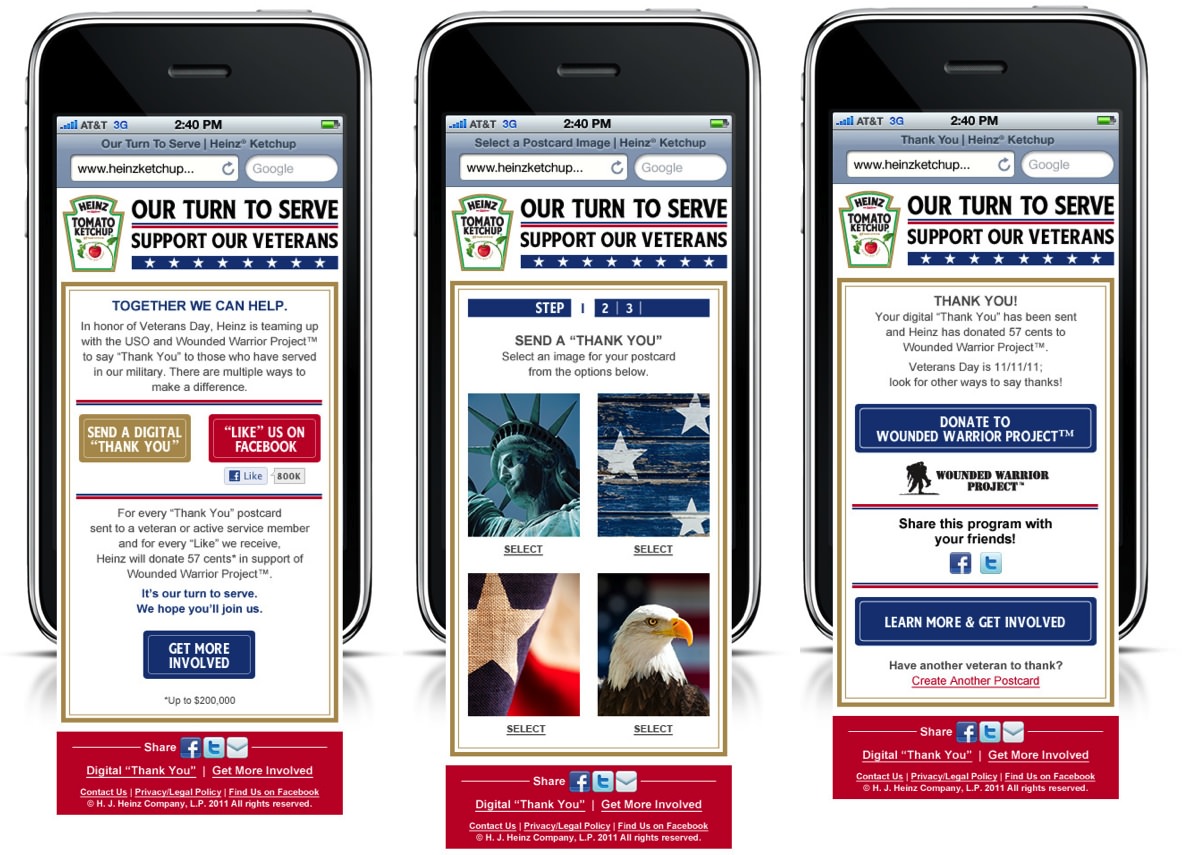 AT&T 3G 2:40 PM
Our Turn To Serve | Heinz® Ketchup
www.heinzketchup... Google
HEINZ
TOMATO
KETCHUP
OUR TURN TO SERVE
SUPPORT OUR VETERANS
TOGETHER WE CAN HELP.
In honor of Veterans Day, Heinz is teaming up
with the USO and Wounded Warrior Project™
to say “Thank You” to those who have served
in our military. There are multiple ways to
make a difference.
SEND A DIGITAL
“THANK YOU”
“LIKE” US ON
FACEBOOK
Like 800K
For every “Thank You” postcard
sent to a veteran or active service member
and for every “Like” we receive,
Heinz will donate 57 cents* in support of
Wounded Warrior Project™.
It’s our turn to serve.
We hope you’ll join us.
GET MORE
INVOLVED
*Up to $200,000
Share
Digital “Thank You” | Get More Involved
Contact Us | Privacy/Legal Policy | Find Us on Facebook
© H. J. Heinz Company, L.P. 2011 All rights reserved.
AT&T 3G 2:40 PM
Select a Postcard Image | Heinz® Ketchup
www.heinzketchup... Google
HEINZ
TOMATO
KETCHUP
OUR TURN TO SERVE
SUPPORT OUR VETERANS
STEP 1 2 | 3 |
SEND A “THANK YOU”
Select an image for your postcard
from the options below.
SELECT SELECT
SELECT SELECT
Share
Digital “Thank You” | Get More Involved
Contact Us | Privacy/Legal Policy | Find Us on Facebook
© H. J. Heinz Company, L.P. 2011 All rights reserved.
AT&T 3G 2:40 PM
Thank You | Heinz® Ketchup
www.heinzketchup... Google
HEINZ
TOMATO
KETCHUP
OUR TURN TO SERVE
SUPPORT OUR VETERANS
THANK YOU!
Your digital “Thank You” has been sent
and Heinz has donated 57 cents to
Wounded Warrior Project™.
Veterans Day is 11/11/11;
look for other ways to say thanks!
DONATE TO
WOUNDED WARRIOR PROJECT™
WOUNDED WARRIOR
PROJECT™
Share this program with
your friends!
LEARN MORE & GET INVOLVED
Have another veteran to thank?
Create Another Postcard
Share
Digital “Thank You” | Get More Involved
Contact Us | Privacy/Legal Policy | Find Us on Facebook
© H. J. Heinz Company, L.P. 2011 All rights reserved.